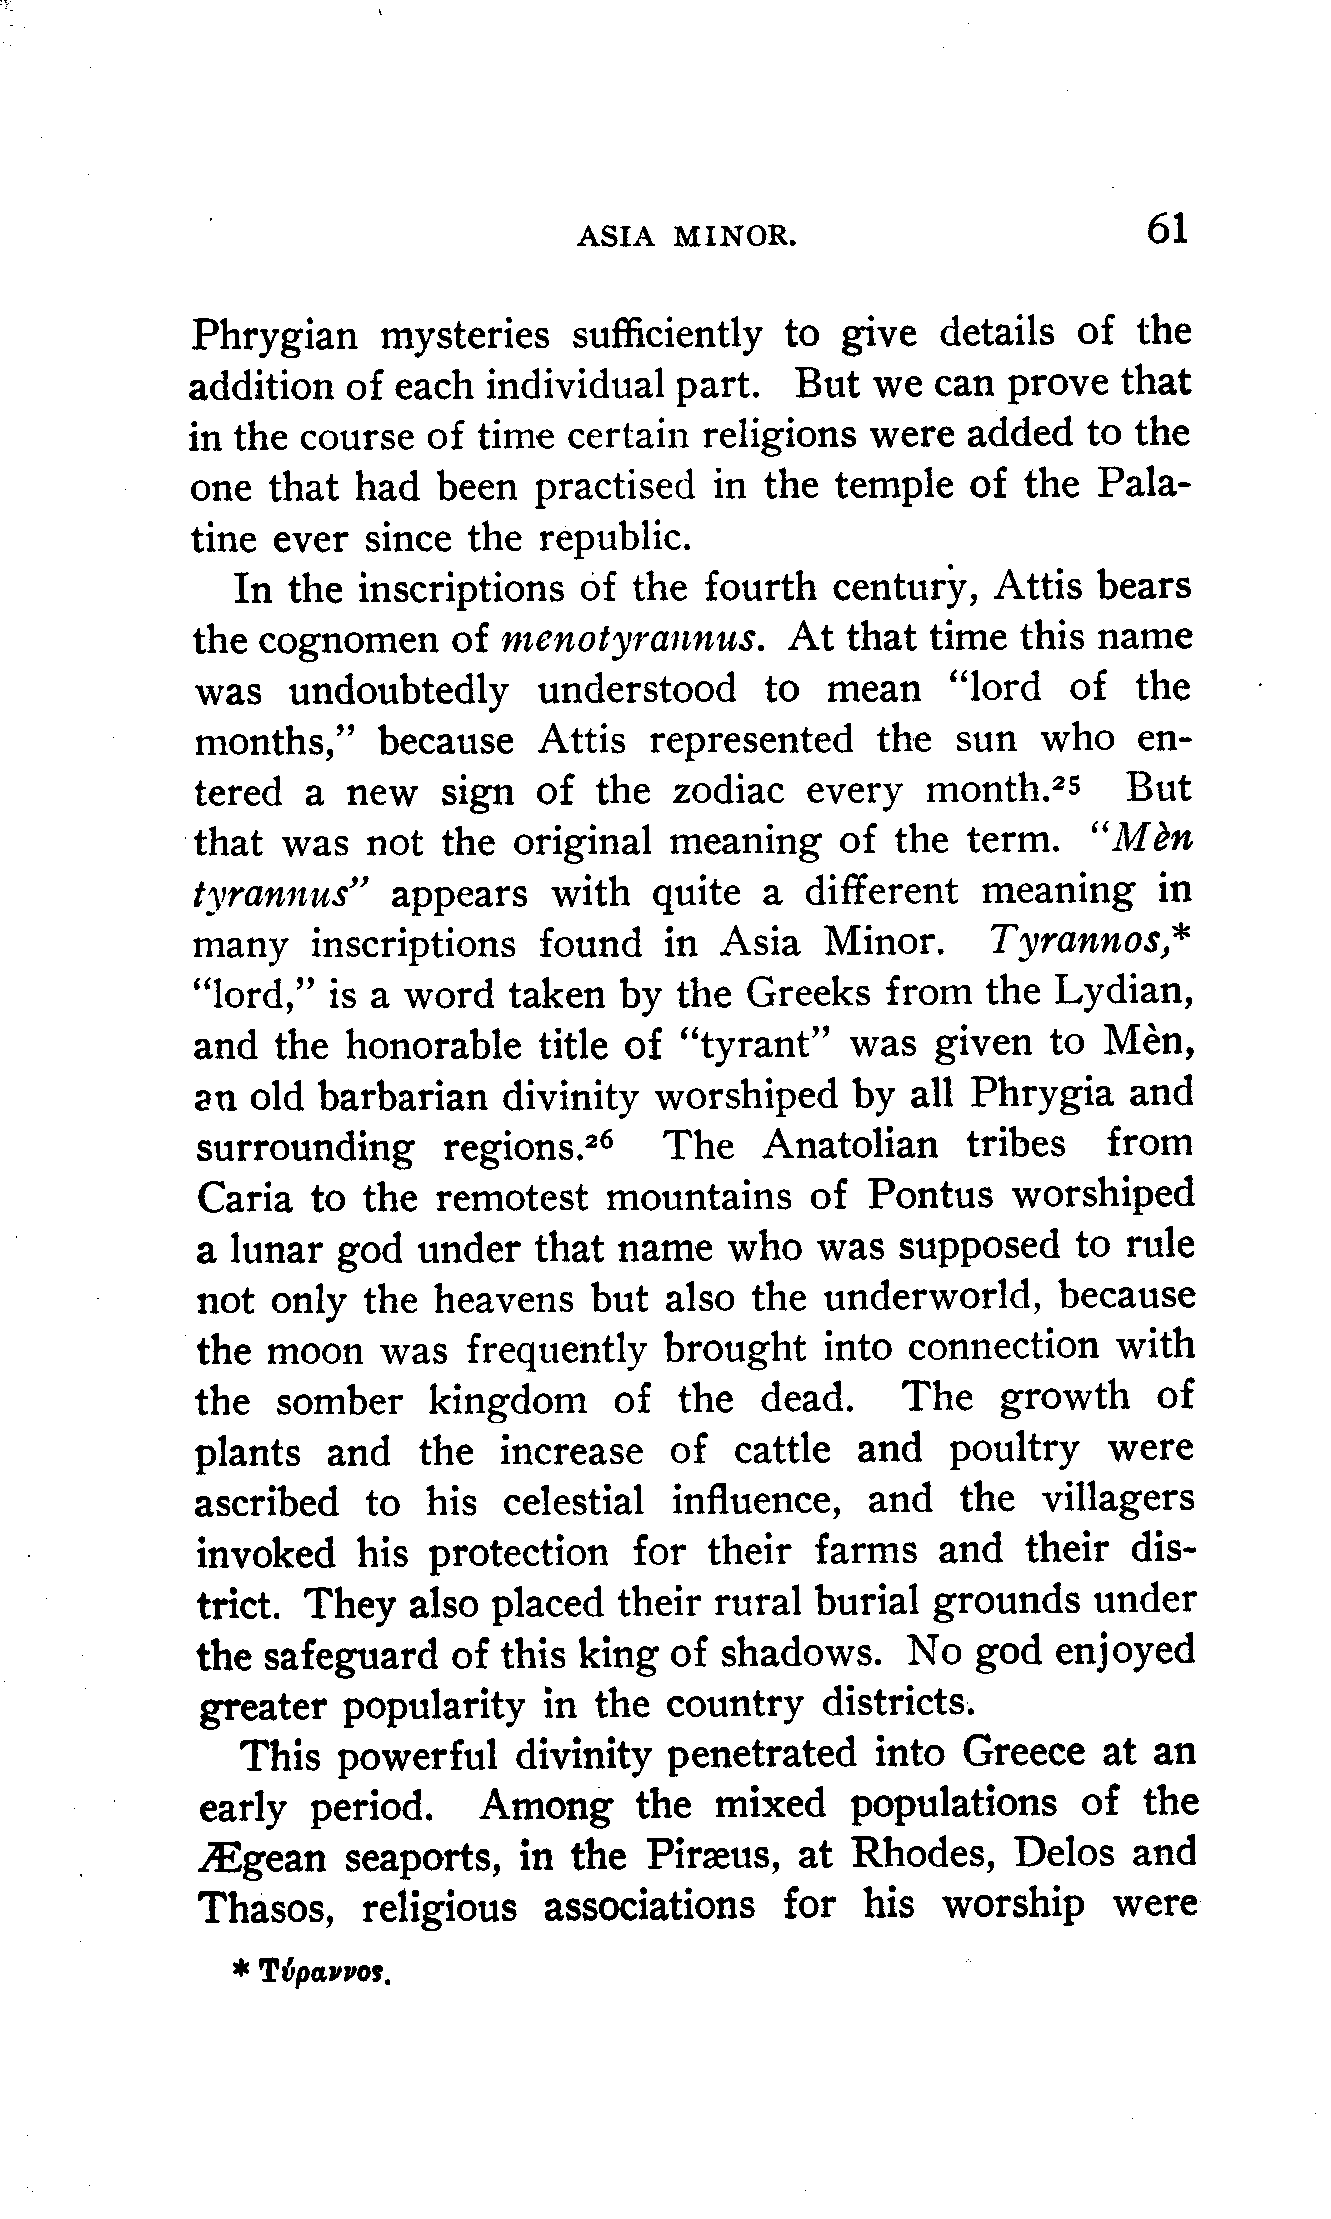 ASIA MINOR. 61
Phrygian mysteries sufficiently to give details of the
addition of each individual part. But we can prove that
in the course of time certain religions were added to the
one that had been practised in the temple of the Pala-
tine ever since the republic.
In the inscriptions of the fourth century, Attis bears
the cognomen of menotyrannus. At that time this name
was undoubtedly understood to mean “lord of the
months,” because Attis represented the sun who en-
tered a new sign of the zodiac every month.²⁵ But
that was not the original meaning of the term. “Mèn
tyrannus” appears with quite a different meaning in
many inscriptions found in Asia Minor. Tyrannos,*
“lord,” is a word taken by the Greeks from the Lydian,
and the honorable title of “tyrant” was given to Mèn,
an old barbarian divinity worshiped by all Phrygia and
surrounding regions.²⁶ The Anatolian tribes from
Caria to the remotest mountains of Pontus worshiped
a lunar god under that name who was supposed to rule
not only the heavens but also the underworld, because
the moon was frequently brought into connection with
the somber kingdom of the dead. The growth of
plants and the increase of cattle and poultry were
ascribed to his celestial influence, and the villagers
invoked his protection for their farms and their dis-
trict. They also placed their rural burial grounds under
the safeguard of this king of shadows. No god enjoyed
greater popularity in the country districts.
This powerful divinity penetrated into Greece at an
early period. Among the mixed populations of the
Ægean seaports, in the Piræus, at Rhodes, Delos and
Thasos, religious associations for his worship were
* Τύραννος.